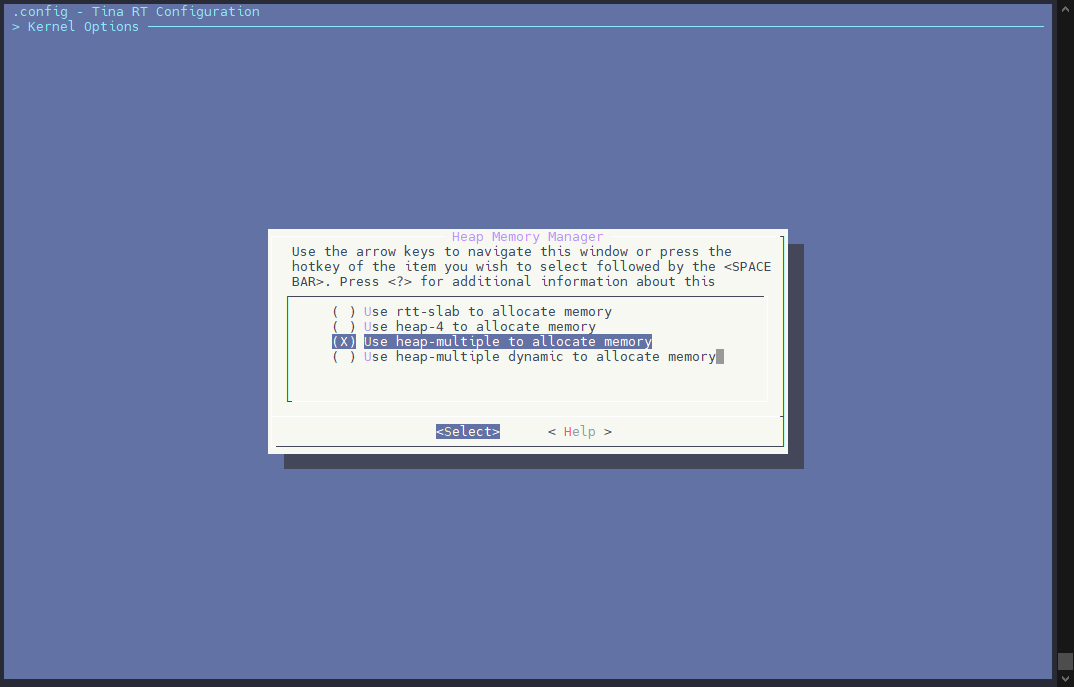 .config - Tina RT Configuration
> Kernel Options
Heap Memory Manager
Use the arrow keys to navigate this window or press the
hotkey of the item you wish to select followed by the <SPACE
BAR>. Press <?> for additional information about this
( ) Use rtt-slab to allocate memory
( ) Use heap-4 to allocate memory
(X) Use heap-multiple to allocate memory
( ) Use heap-multiple dynamic to allocate memory
<Select> < Help >